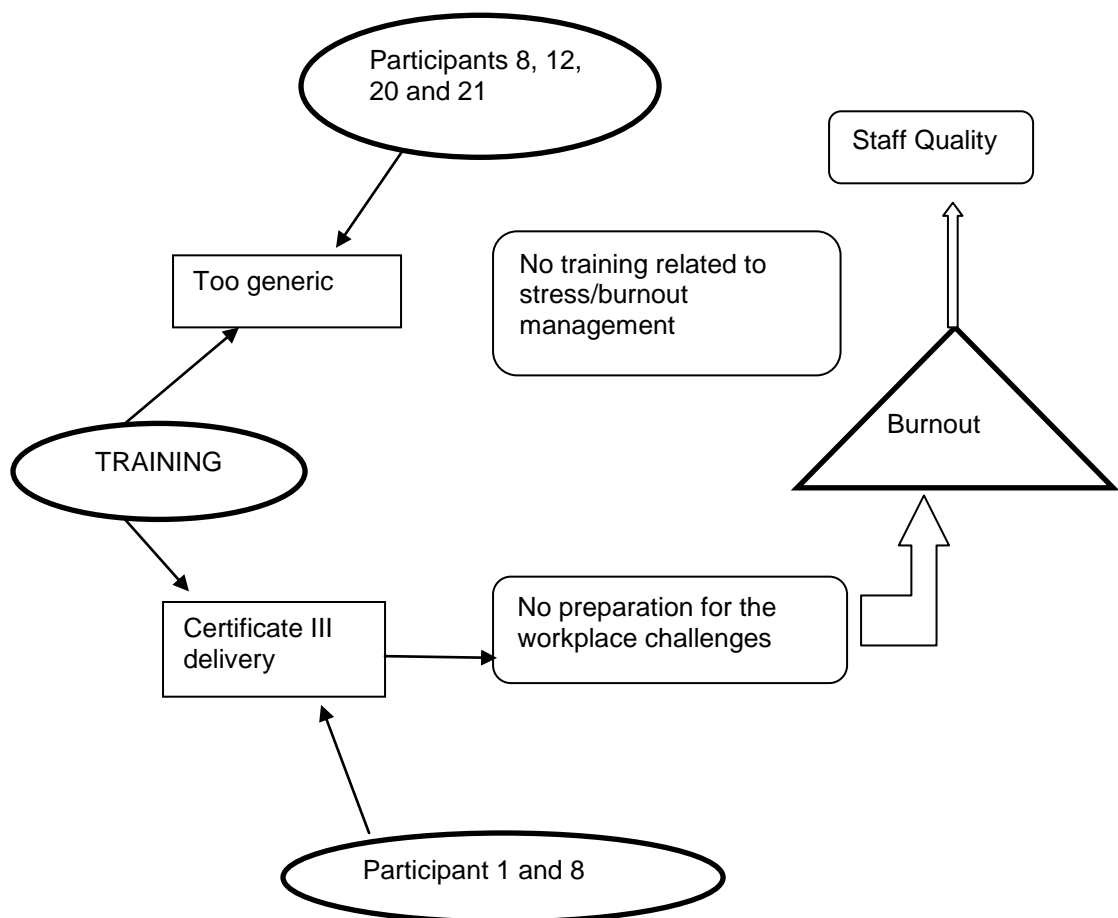 Participants 8, 12,
20 and 21
Staff Quality
Too generic
No training related to
stress/burnout
management
Burnout
TRAINING
Certificate III
delivery
No preparation for the
workplace challenges
Participant 1 and 8